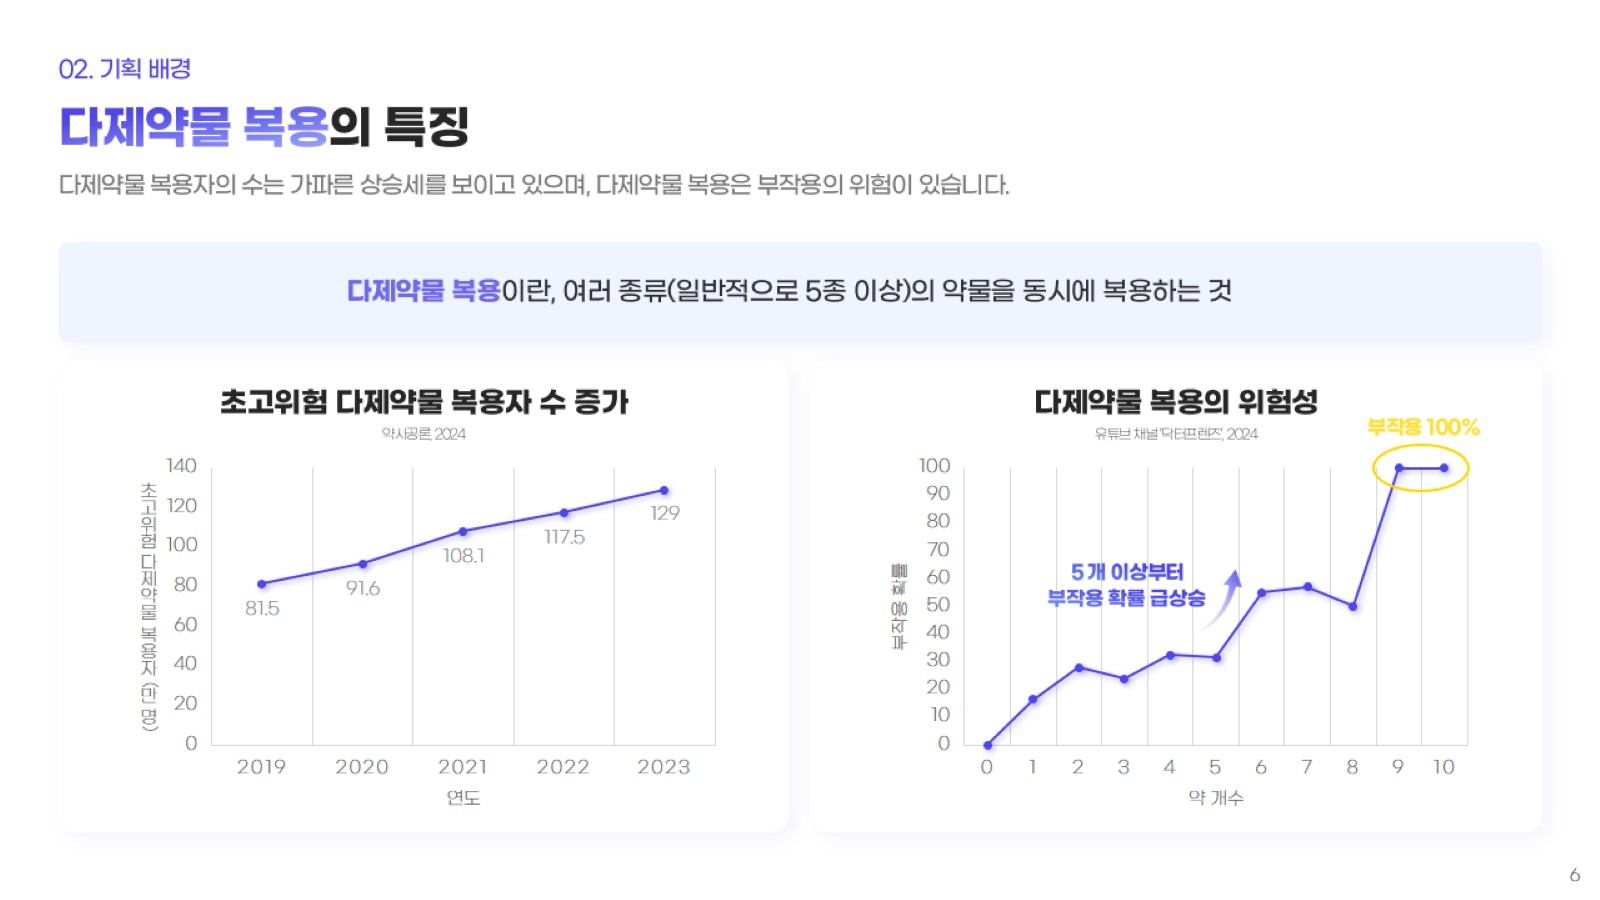 02. 기획 배경
다제약물 복용의 특징
다제약물 복용자의 수는 가파른 상승세를 보이고 있으며, 다제약물 복용은 부작용의 위험이 있습니다.
다제약물 복용이란, 여러 종류(일반적으로 5종 이상)의 약물을 동시에 복용하는 것
초고위험 다제약물 복용자 수 증가
약사공론, 2024
초고위험 다제약물 복용자 (만 명)
140
120
100
80
60
40
20
0
81.5
91.6
108.1
117.5
129
2019 2020 2021 2022 2023
연도
다제약물 복용의 위험성
유튜브 채널 '닥터프렌즈', 2024
부작용 100%
부작용 확률
100
90
80
70
60
50
40
30
20
10
0
5개 이상부터
부작용 확률 급상승
0 1 2 3 4 5 6 7 8 9 10
약 개수
6